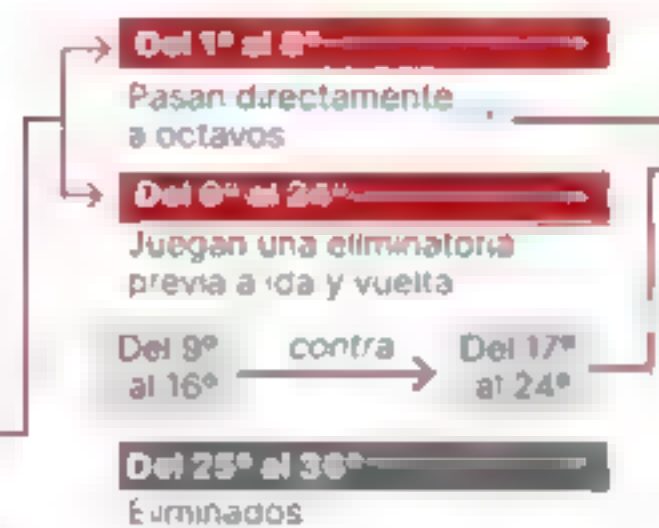 Del 1º al 8º
Pasan directamente
a octavos
Del 9º al 24º
Juegan una eliminatoria
previa a ida y vuelta
Del 9º contra Del 17º
al 16º al 24º
Del 25º al 36º
Eliminados